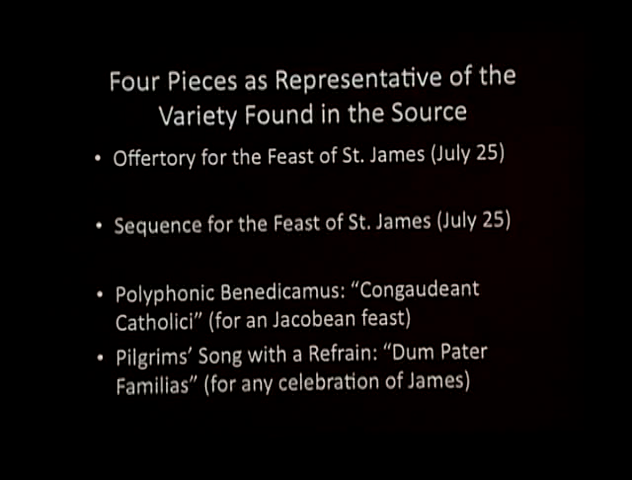 Four Pieces as Representative of the
Variety Found in the Source
• Offertory for the Feast of St. James (July 25)
• Sequence for the Feast of St. James (July 25)
• Polyphonic Benedicamus: “Congaudeant
Catholici” (for an Jacobean feast)
• Pilgrims’ Song with a Refrain: “Dum Pater
Familias” (for any celebration of James)